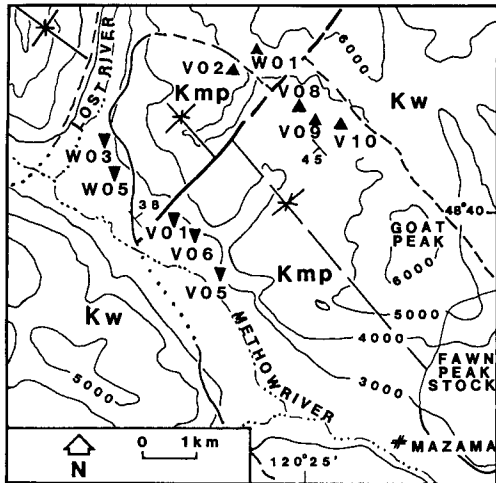 6000
W01
V02
Kmp
V08
Kw
V09
V10
45
LOST RIVER
W03
W05
38
V01
V06
V05
48°40'
GOAT
PEAK
6000
Kmp
5000
4000
Kw
3000
FAWN
PEAK
STOCK
5000
METHOW RIVER
MAZAMA
0 1km
N
120°25'